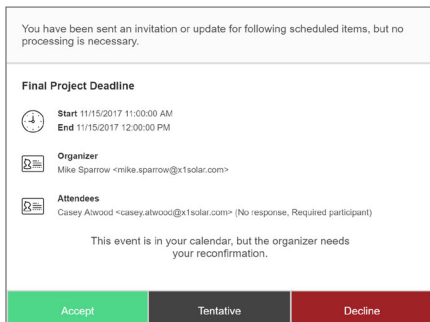 You have been sent an invitation or update for following scheduled items, but no
processing is necessary.
Final Project Deadline
Start 11/15/2017 11:00:00 AM
End 11/15/2017 12:00:00 PM
Organizer
Mike Sparrow <mike.sparrow@x1solar.com>
Attendees
Casey Atwood <casey.atwood@x1solar.com> (No response, Required participant)
This event is in your calendar, but the organizer needs
your reconfirmation.
Accept
Tentative
Decline